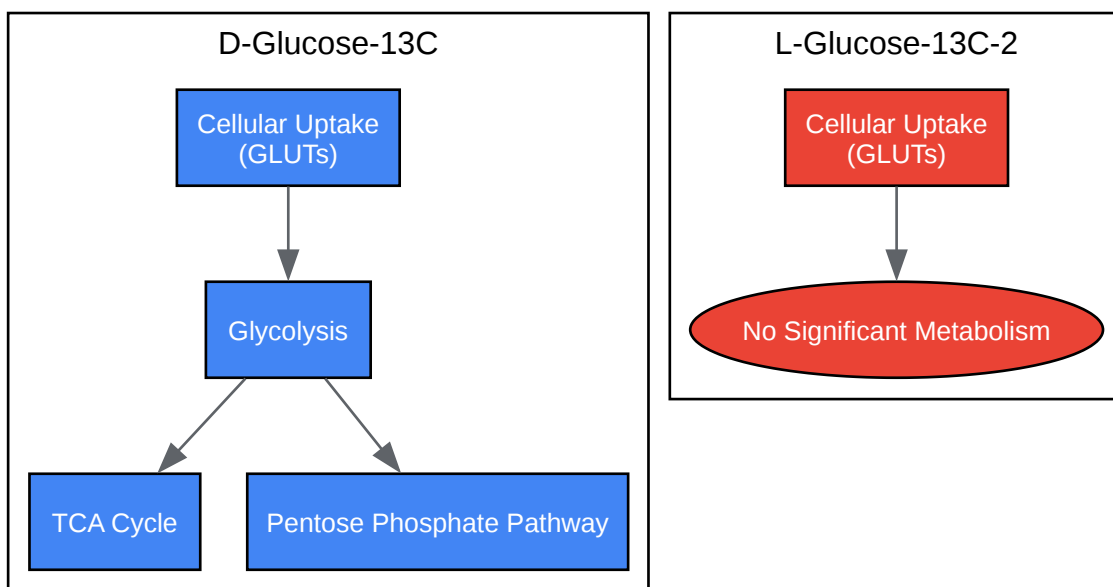 D-Glucose-13C
Cellular Uptake
(GLUTs)
Glycolysis
TCA Cycle
Pentose Phosphate Pathway
L-Glucose-13C-2
Cellular Uptake
(GLUTs)
No Significant Metabolism